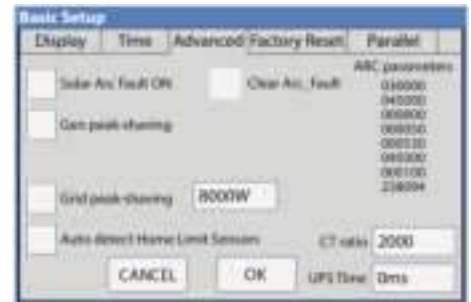 Basic Setup
Display Time Advanced Factory Reset Parallel
Solar Arc Fault ON Clear Arc_Fault
ARC parameters
Gen peak-shaving
Grid peak-shaving 8000W
Auto detect Home Limit Sensors
CT ratio 2000
CANCEL OK
UPS Time 0ms